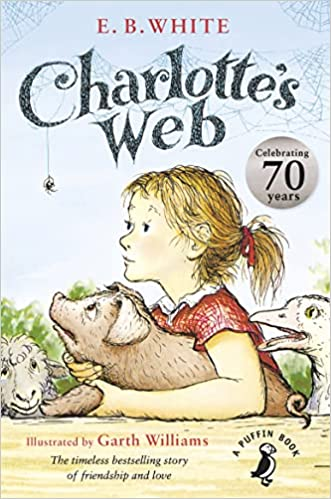 E. B. WHITE
Charlotte's
Web
Celebrating
70
years
Illustrated by Garth Williams
The timeless bestselling story
of friendship and love
A PUFFIN BOOK